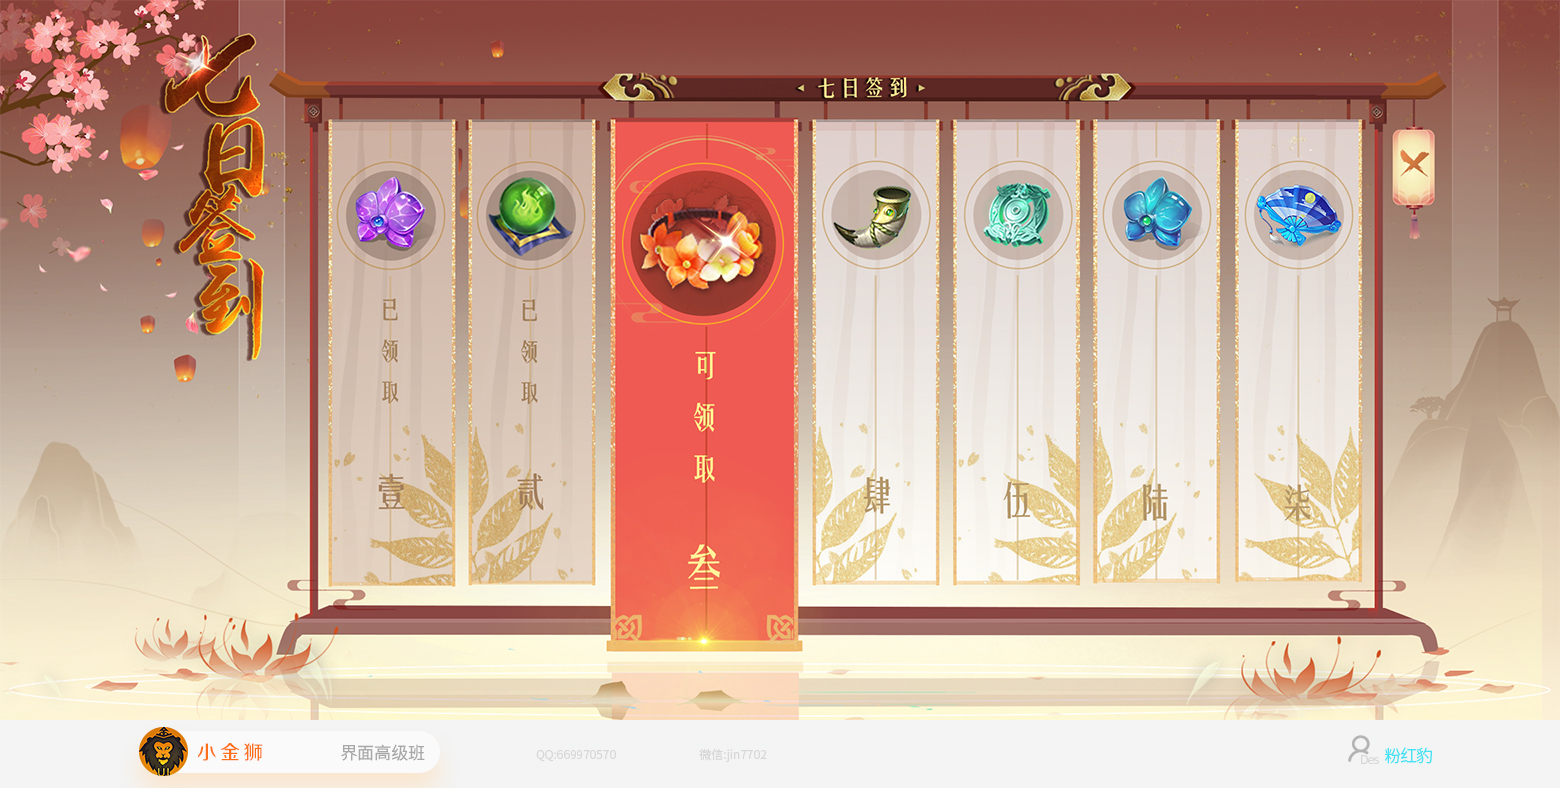 七日签到
七日签到
已领取
壹
已领取
贰
可领取
叁
肆
伍
陆
柒
小金狮
界面高级班
QQ:669970570
微信:jin7702
Des
粉红豹